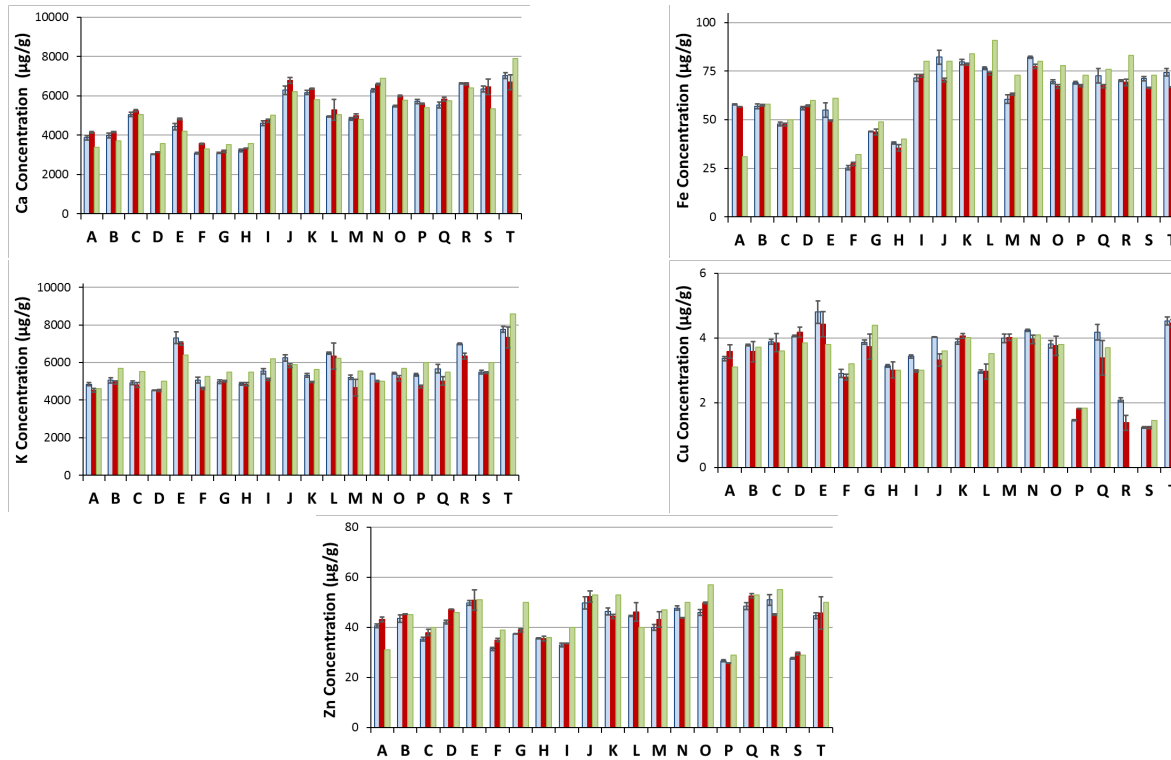 Ca Concentration (µg/g)
10000
8000
6000
4000
2000
0
A B C D E F G H I J K L M N O P Q R S T
Fe Concentration (µg/g)
100
75
50
25
0
A B C D E F G H I J K L M N O P Q R S T
K Concentration (µg/g)
10000
8000
6000
4000
2000
0
A B C D E F G H I J K L M N O P Q R S T
Cu Concentration (µg/g)
6
4
2
0
A B C D E F G H I J K L M N O P Q R S T
Zn Concentration (µg/g)
80
60
40
20
0
A B C D E F G H I J K L M N O P Q R S T